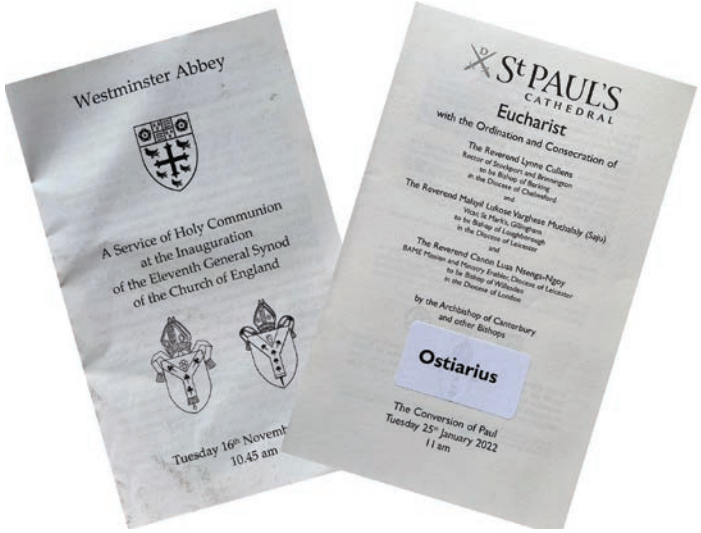 Westminster Abbey
A Service of Holy Communion
at the Inauguration
of the Eleventh General Synod
of the Church of England
Tuesday 16th Novemb
10.45 am
D
St PAUL'S
CATHEDRAL
Eucharist
with the Ordination and Consecration of
The Reverend Lynne Cullens
Rector of Stockport and Brinnington
to be Bishop of Barking
in the Diocese of Chelmsford
and
The Reverend Malayil Lukose Varghese Muthalaly (Saju)
Vicar, St Mark's, Gillingham
to be Bishop of Loughborough
in the Diocese of Leicester
and
The Reverend Canon Lusa Nsenga-Ngoy
BAME Mission and Ministry Enabler, Diocese of Leicester
to be Bishop of Willesden
in the Diocese of London
by the Archbishop of Canterbury
and other Bishops
Ostiarius
The Conversion of Paul
Tuesday 25th January 2022
11am